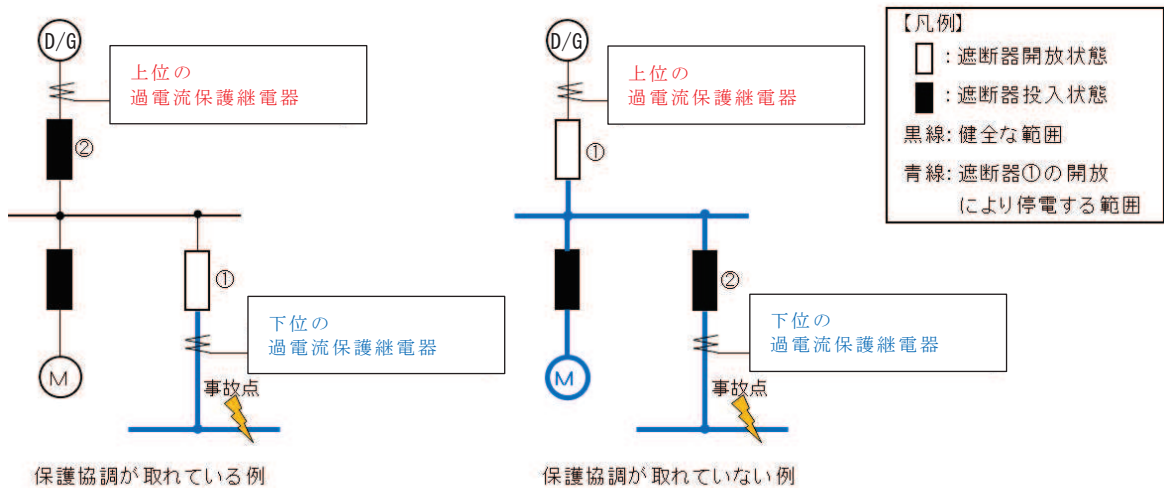 D/G
上位の
過電流保護継電器
②
①
下位の
過電流保護継電器
M
事故点
保護協調が取れている例
D/G
上位の
過電流保護継電器
①
②
下位の
過電流保護継電器
M
事故点
保護協調が取れていない例
【凡例】
:遮断器開放状態
:遮断器投入状態
黒線:健全な範囲
青線:遮断器①の開放
により停電する範囲